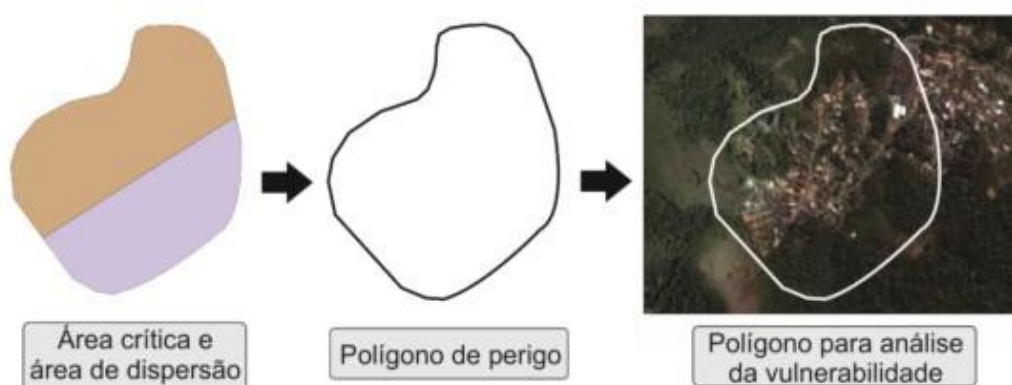 Área crítica e
área de dispersão
Polígono de perigo
Polígono para análise
da vulnerabilidade